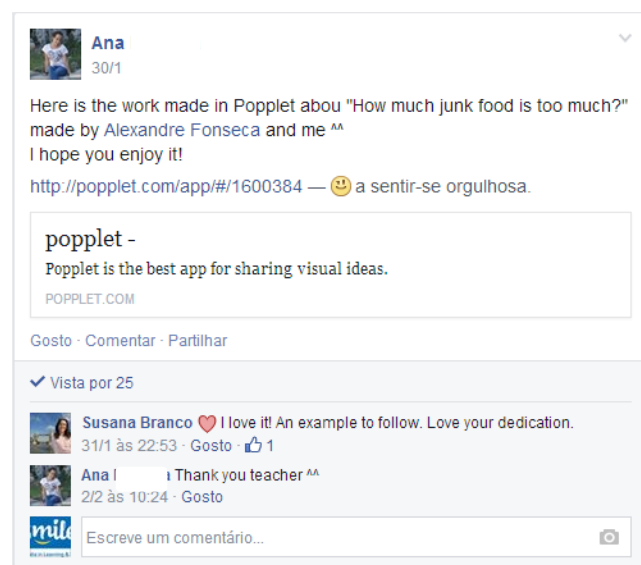 Ana
30/1
Here is the work made in Popplet abou "How much junk food is too much?"
made by Alexandre Fonseca and me ^^
I hope you enjoy it!
http://popplet.com/app/#/1600384 — a sentir-se orgulhosa.
popplet -
Popplet is the best app for sharing visual ideas.
POPPLET.COM
Gosto · Comentar · Partilhar
Vista por 25
Susana Branco I love it! An example to follow. Love your dedication.
31/1 às 22:53 · Gosto · 1
Ana Thank you teacher ^^
2/2 às 10:24 · Gosto
Escreve um comentário...